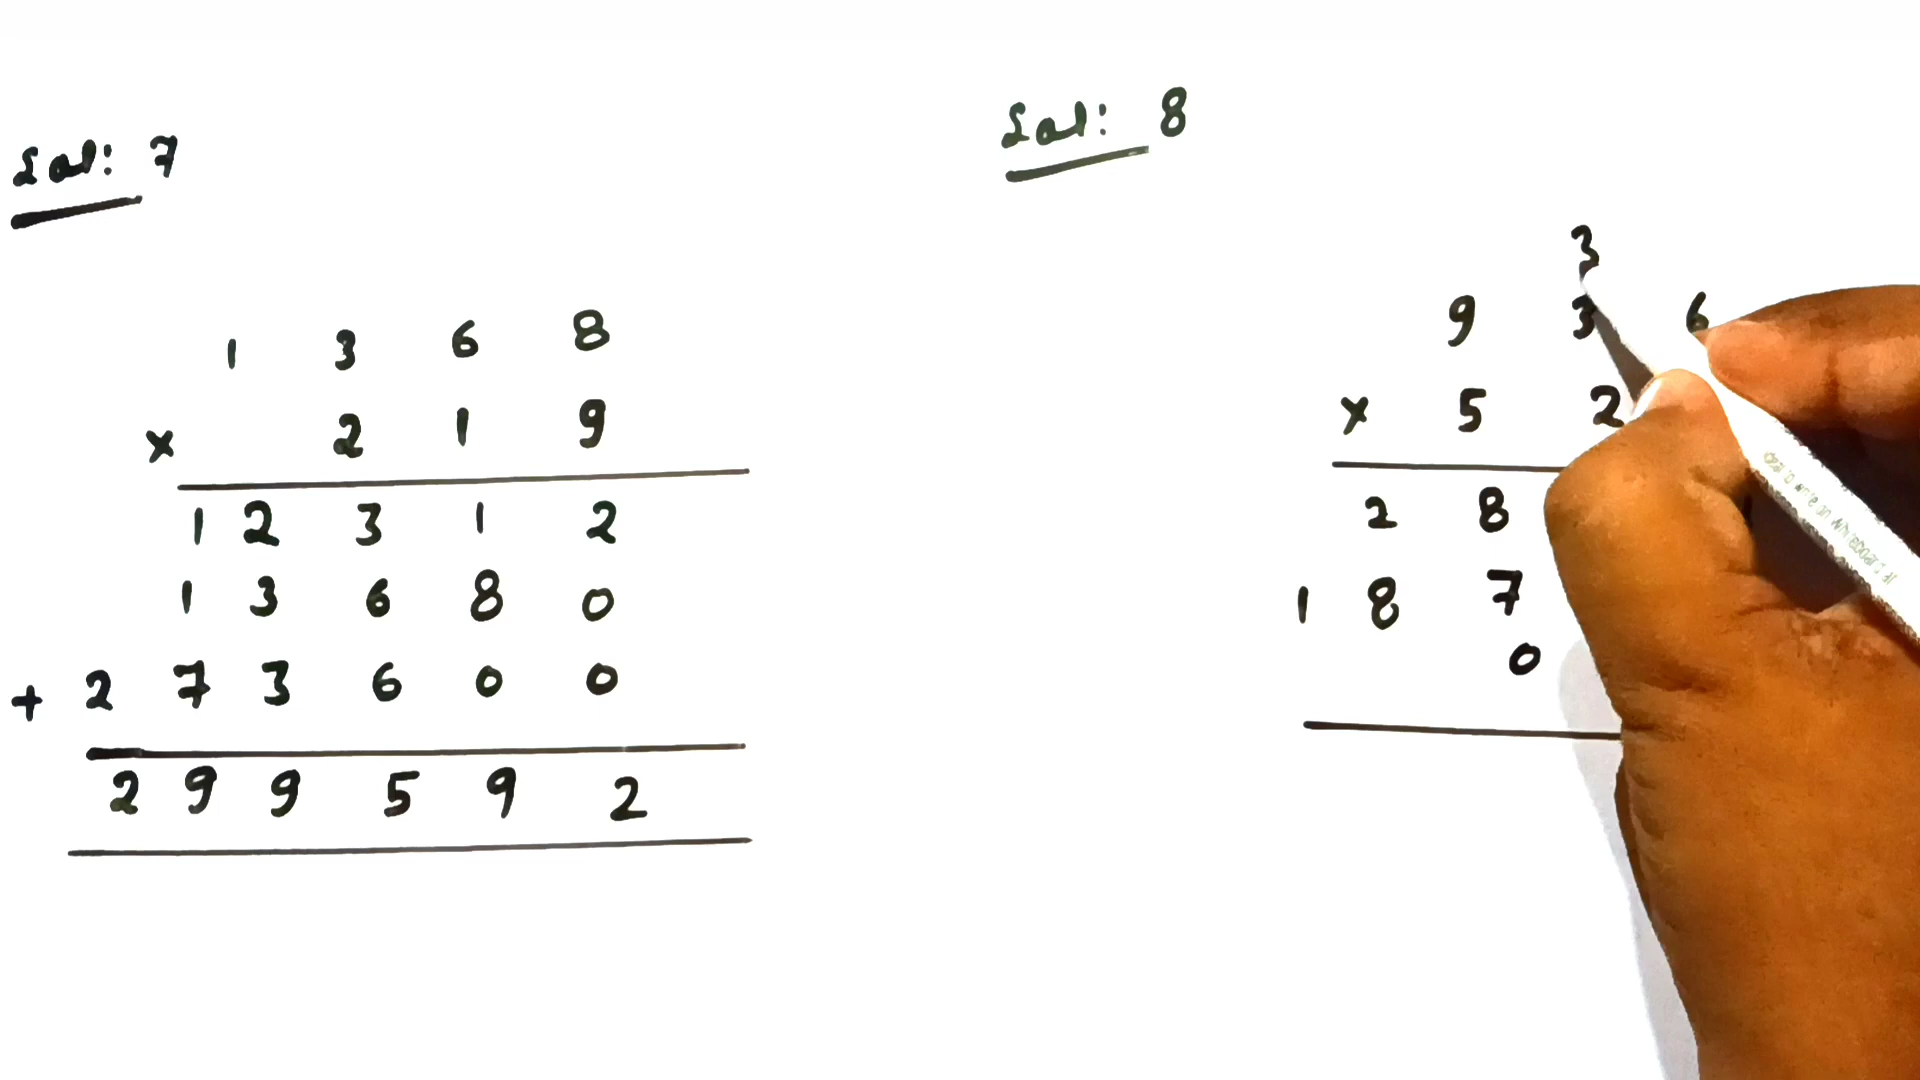 Sol: 7
1 3 6 8
x 2 1 9
1 2 3 1 2
1 3 6 8 0
+ 2 7 3 6 0 0
2 9 9 5 9 2
Sol: 8
3
9 3 6
x 5 2
2 8
1 8 7
0